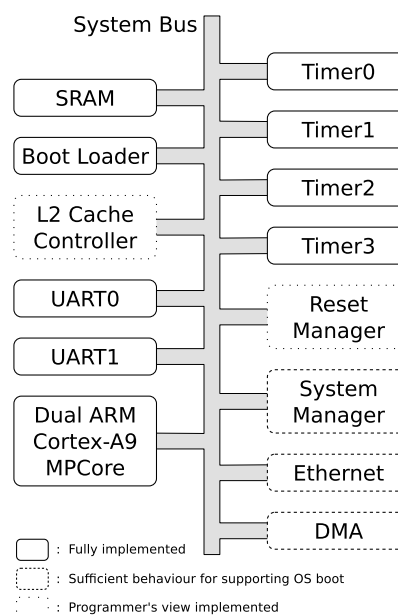 System Bus
SRAM
Boot Loader
L2 Cache
Controller
UART0
UART1
Dual ARM
Cortex-A9
MPCore
Timer0
Timer1
Timer2
Timer3
Reset
Manager
System
Manager
Ethernet
DMA
: Fully implemented
: Sufficient behaviour for supporting OS boot
: Programmer's view implemented